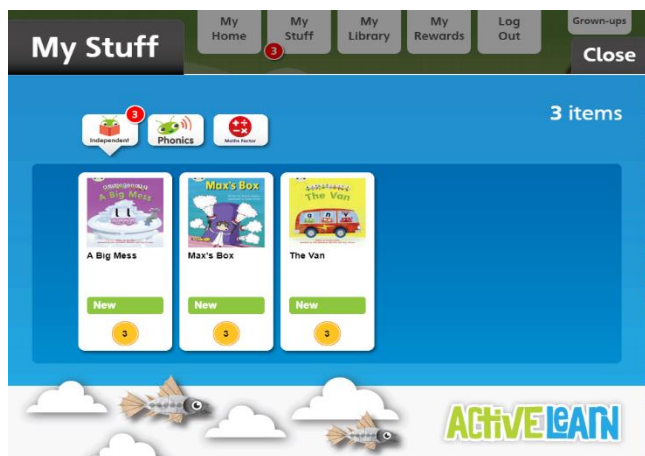 My Home
My Stuff
3
My Library
My Rewards
Log Out
Grown-ups
My Stuff
Close
3 items
Independent
3
Phonics
Maths Factor
A Big Mess
Max's Box
The Van
A Big Mess
Max's Box
The Van
New
New
New
3
3
3
ACTIVE LEARN